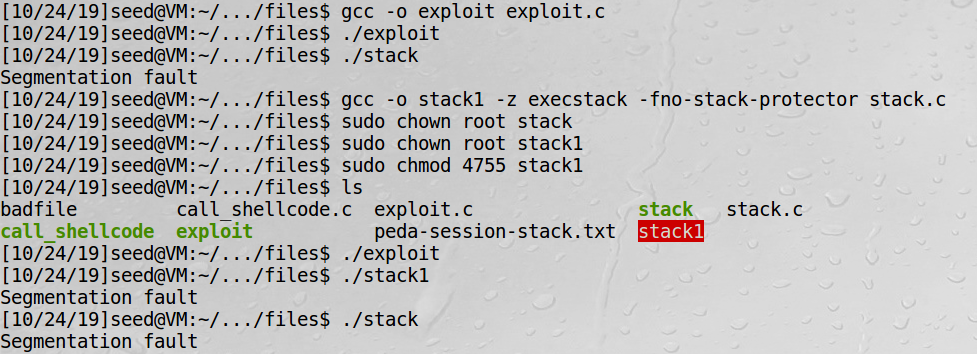 [10/24/19]seed@VM:~/.../files$ gcc -o exploit exploit.c
[10/24/19]seed@VM:~/.../files$ ./exploit
[10/24/19]seed@VM:~/.../files$ ./stack
Segmentation fault
[10/24/19]seed@VM:~/.../files$ gcc -o stack1 -z execstack -fno-stack-protector stack.c
[10/24/19]seed@VM:~/.../files$ sudo chown root stack
[10/24/19]seed@VM:~/.../files$ sudo chown root stack1
[10/24/19]seed@VM:~/.../files$ sudo chmod 4755 stack1
[10/24/19]seed@VM:~/.../files$ ls
badfile         call_shellcode.c  exploit.c               stack   stack.c
call_shellcode  exploit           peda-session-stack.txt  stack1
[10/24/19]seed@VM:~/.../files$ ./exploit
[10/24/19]seed@VM:~/.../files$ ./stack1
Segmentation fault
[10/24/19]seed@VM:~/.../files$ ./stack
Segmentation fault